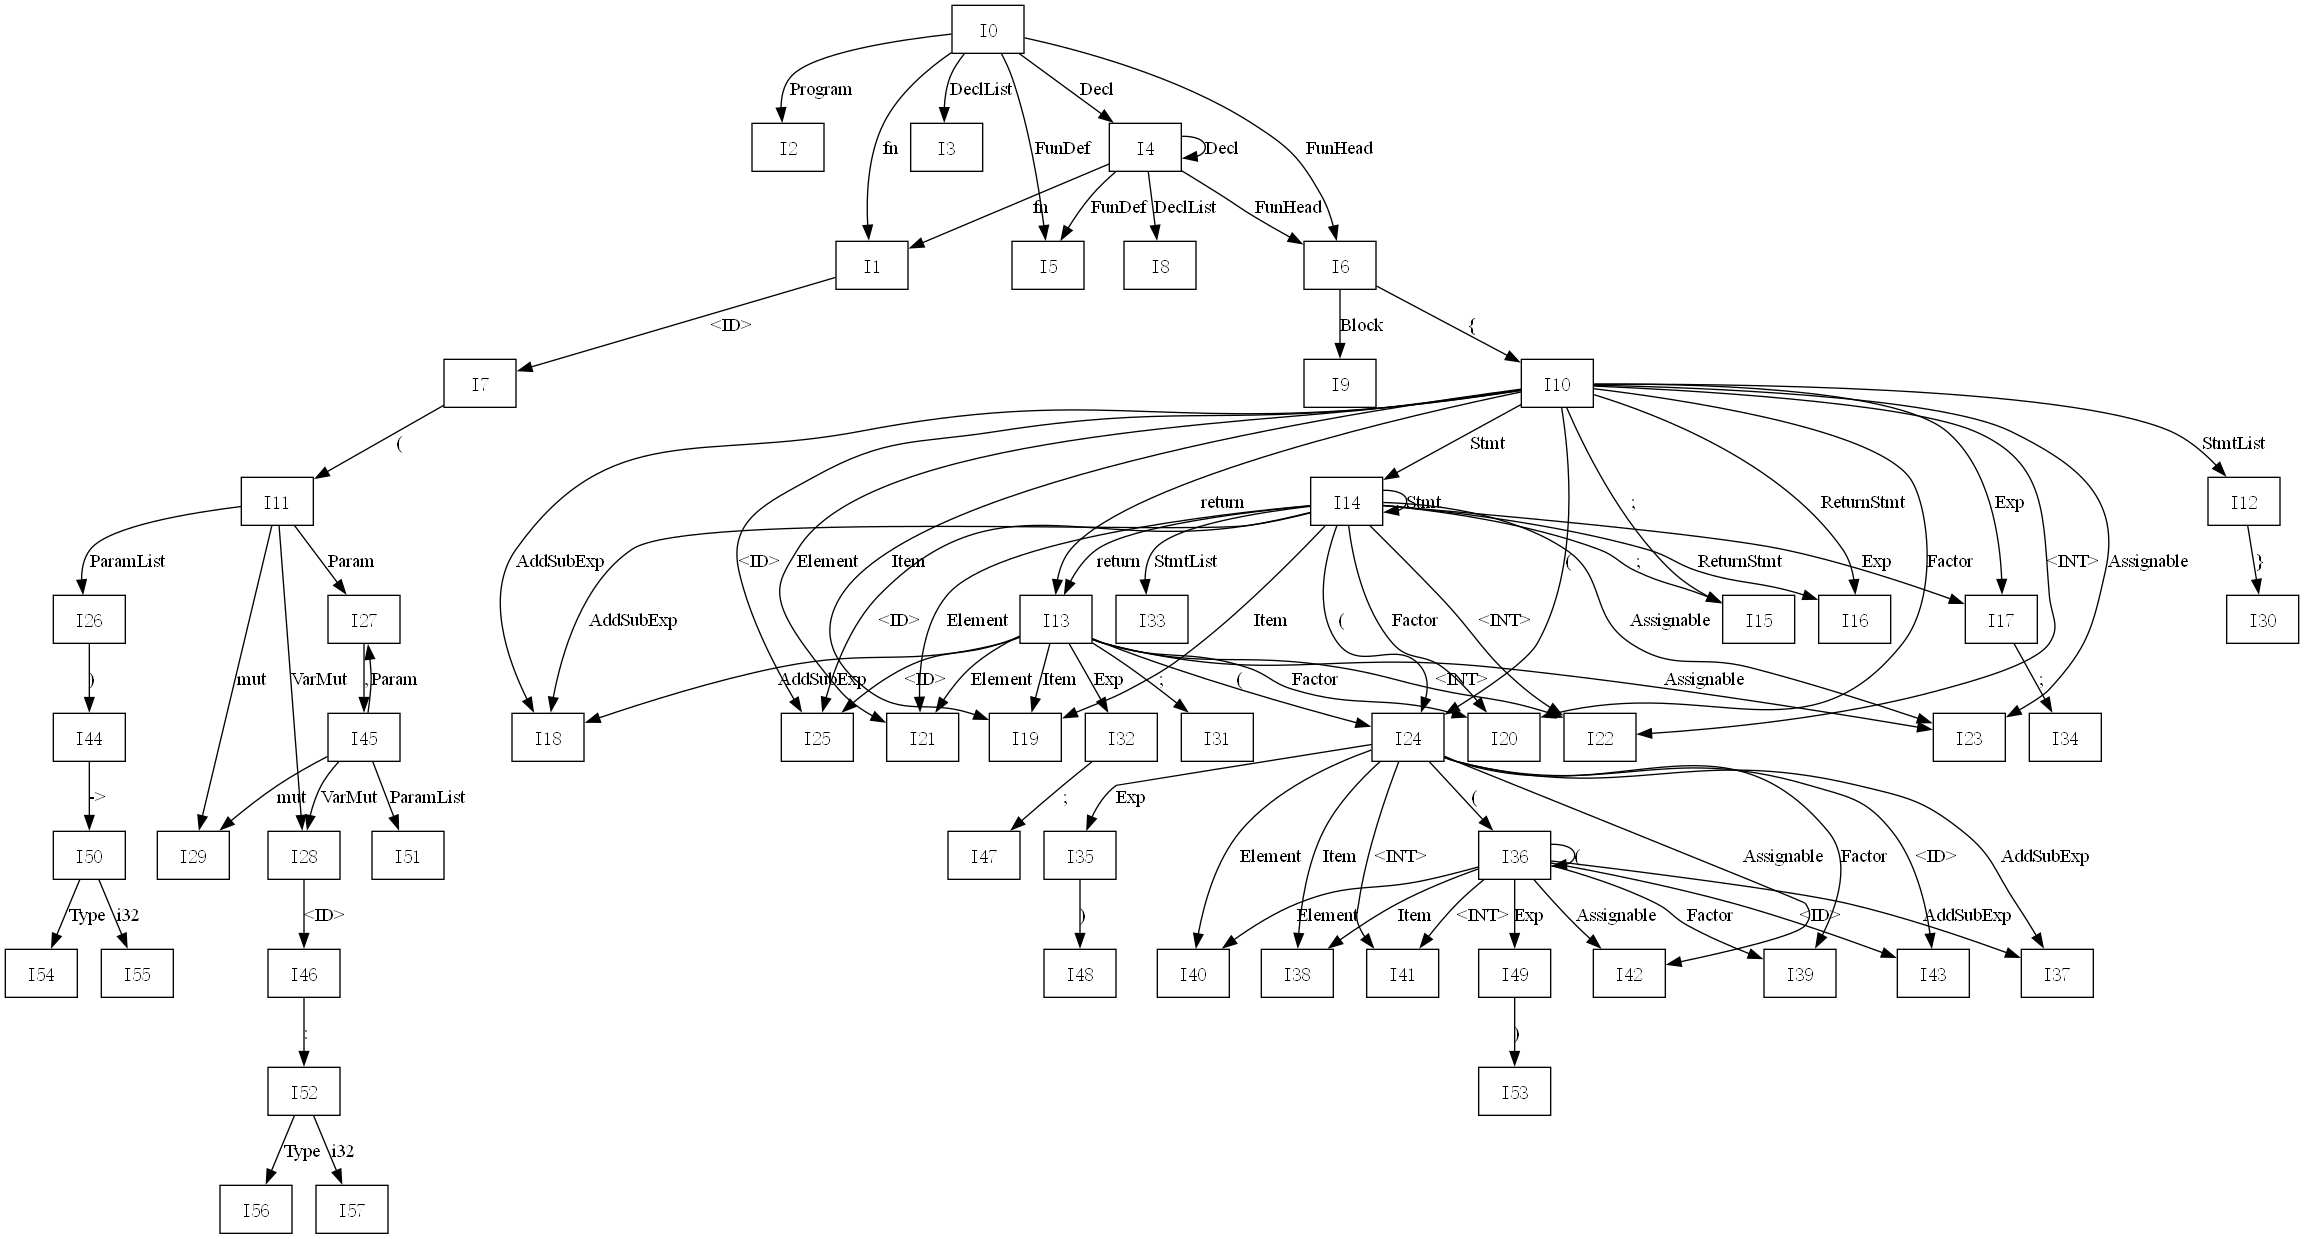 I0
Program
DeclList
Decl
I2
fn
I3
FunDef
I4
Decl
FunHead
fn
FunDef
DeclList
FunHead
I1
I5
I8
I6
<ID>
Block
{
I7
I9
I10
(
Stmt
StmtList
I11
return
I14
Stmt
;
ReturnStmt
Exp
I12
ParamList
Param
AddSubExp
<ID>
Element
Item
return
StmtList
(
;
ReturnStmt
Exp
Factor
<INT>
Assignable
}
I26
mut
VarMut
I27
AddSubExp
<ID>
Element
I13
I33
Item
(
Factor
<INT>
Assignable
I15
I16
I17
I30
)
,
Param
AddSubExp
<ID>
Element
Item
Exp
;
(
Factor
<INT>
Assignable
;
I44
I45
I18
I25
I21
I19
I32
I31
I24
I20
I22
I23
I34
->
mut
VarMut
ParamList
;
Exp
(
I50
I29
I28
I51
I47
I35
Element
Item
<INT>
I36
(
Assignable
Factor
<ID>
AddSubExp
Type
i32
<ID>
)
Element
Item
<INT>
Exp
Assignable
Factor
<ID>
AddSubExp
I54
I55
I46
I48
I40
I38
I41
I49
I42
I39
I43
I37
:
)
I52
I53
Type
i32
I56
I57